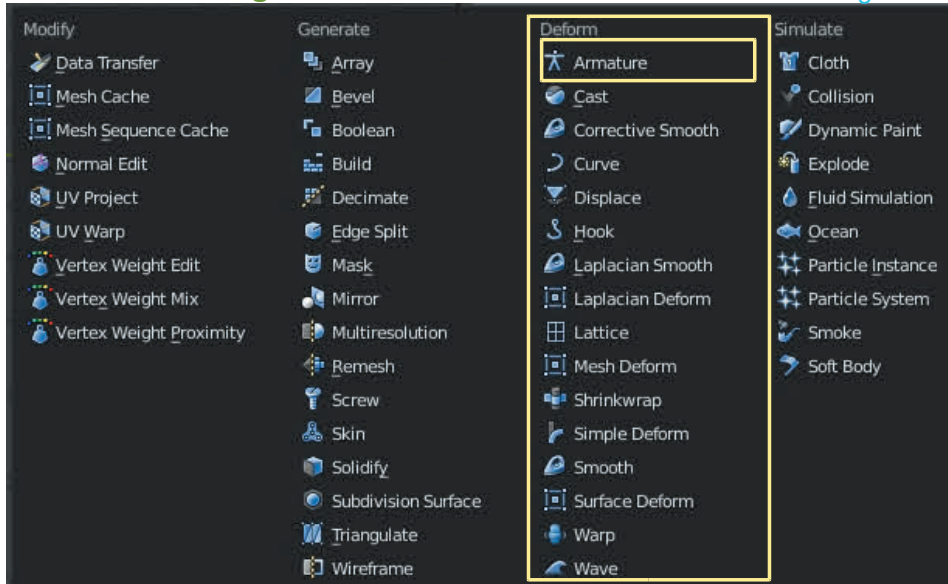 Modify
Data Transfer
Mesh Cache
Mesh Sequence Cache
Normal Edit
UV Project
UV Warp
Vertex Weight Edit
Vertex Weight Mix
Vertex Weight Proximity
Generate
Array
Bevel
Boolean
Build
Decimate
Edge Split
Mask
Mirror
Multiresolution
Remesh
Screw
Skin
Solidify
Subdivision Surface
Triangulate
Wireframe
Deform
Armature
Cast
Corrective Smooth
Curve
Displace
Hook
Laplacian Smooth
Laplacian Deform
Lattice
Mesh Deform
Shrinkwrap
Simple Deform
Smooth
Surface Deform
Warp
Wave
Simulate
Cloth
Collision
Dynamic Paint
Explode
Fluid Simulation
Ocean
Particle Instance
Particle System
Smoke
Soft Body